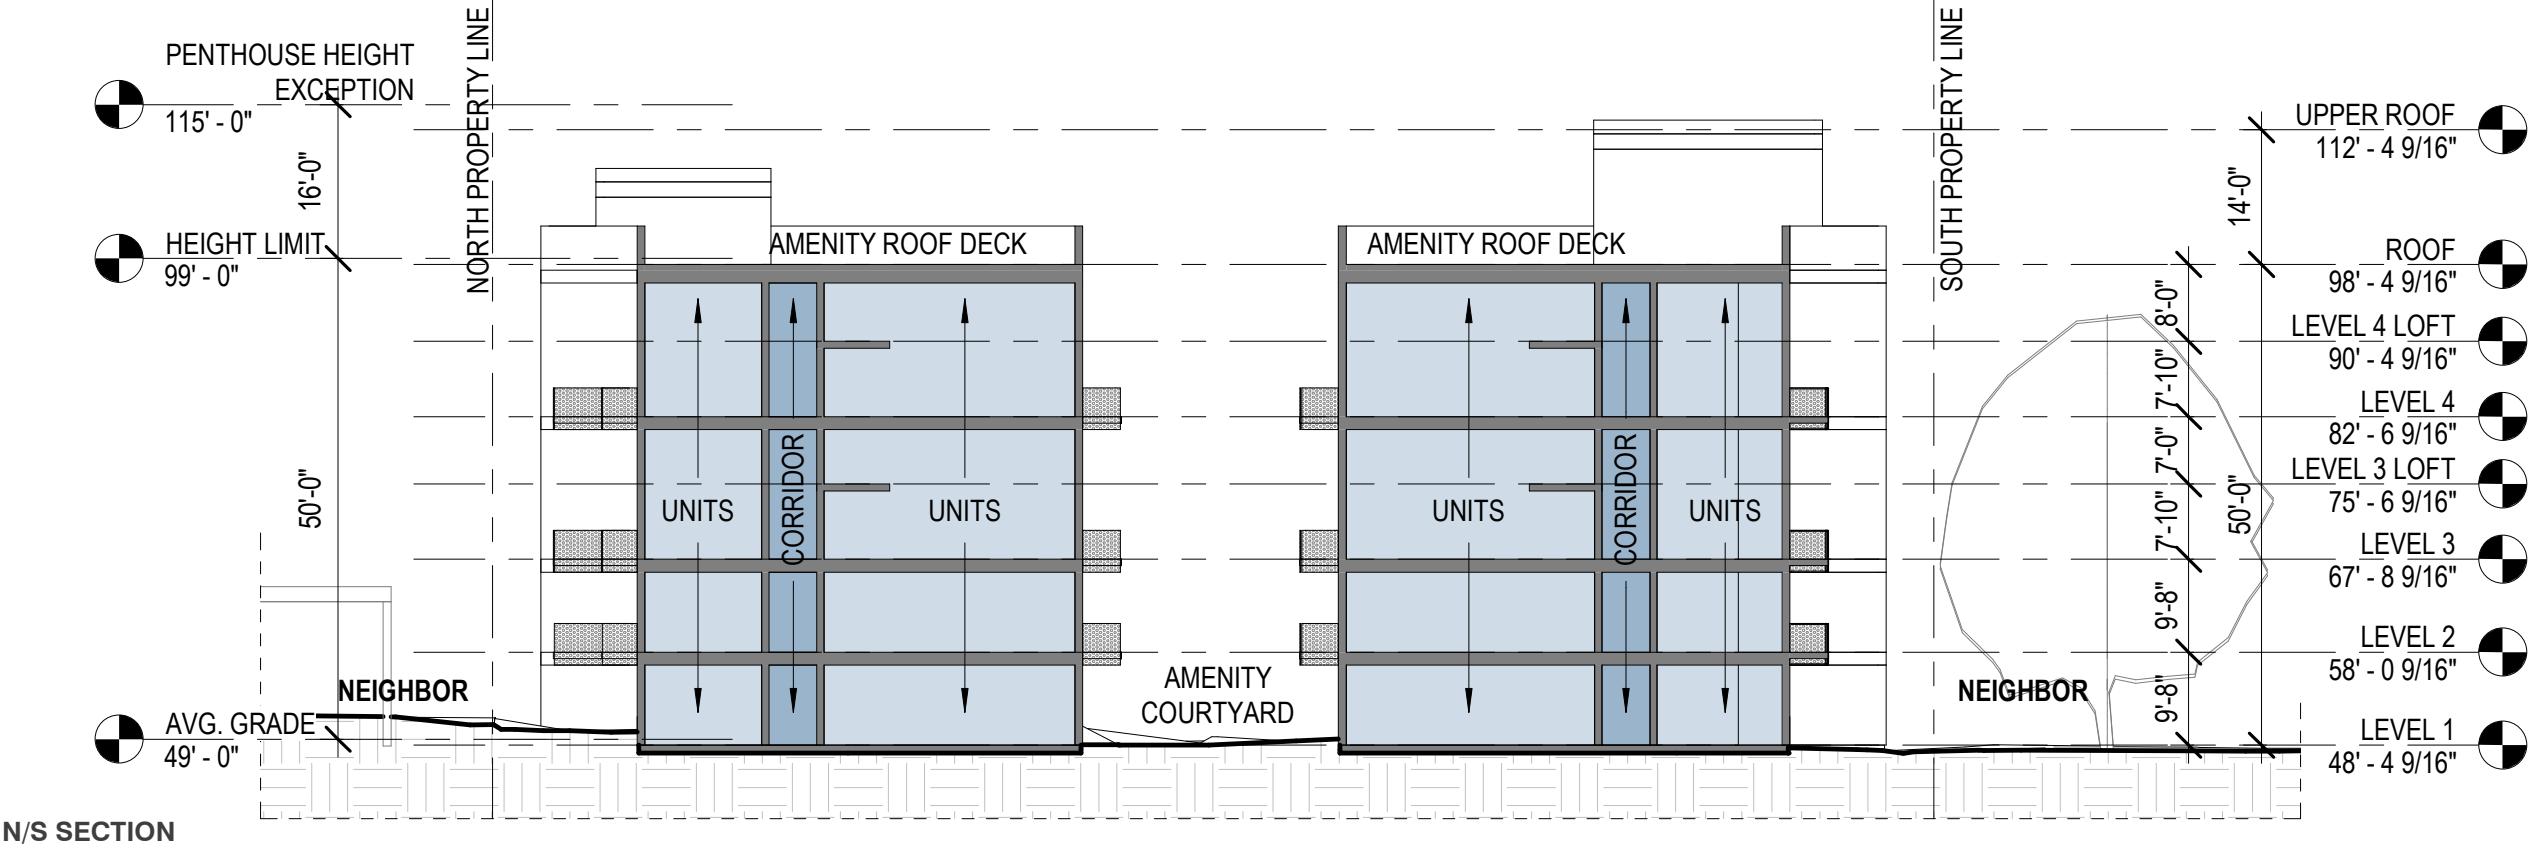 PENTHOUSE HEIGHT
EXCEPTION
115' - 0"
16'-0"
HEIGHT LIMIT
99' - 0"
50'-0"
AVG. GRADE
49' - 0"
NORTH PROPERTY LINE
NEIGHBOR
AMENITY ROOF DECK
UNITS
CORRIDOR
UNITS
AMENITY
COURTYARD
AMENITY ROOF DECK
UNITS
CORRIDOR
UNITS
SOUTH PROPERTY LINE
NEIGHBOR
8'-0"
7'-10"
7'-0"
7'-10"
9'-8"
9'-8"
14'-0"
50'-0"
UPPER ROOF
112' - 4 9/16"
ROOF
98' - 4 9/16"
LEVEL 4 LOFT
90' - 4 9/16"
LEVEL 4
82' - 6 9/16"
LEVEL 3 LOFT
75' - 6 9/16"
LEVEL 3
67' - 8 9/16"
LEVEL 2
58' - 0 9/16"
LEVEL 1
48' - 4 9/16"
N/S SECTION